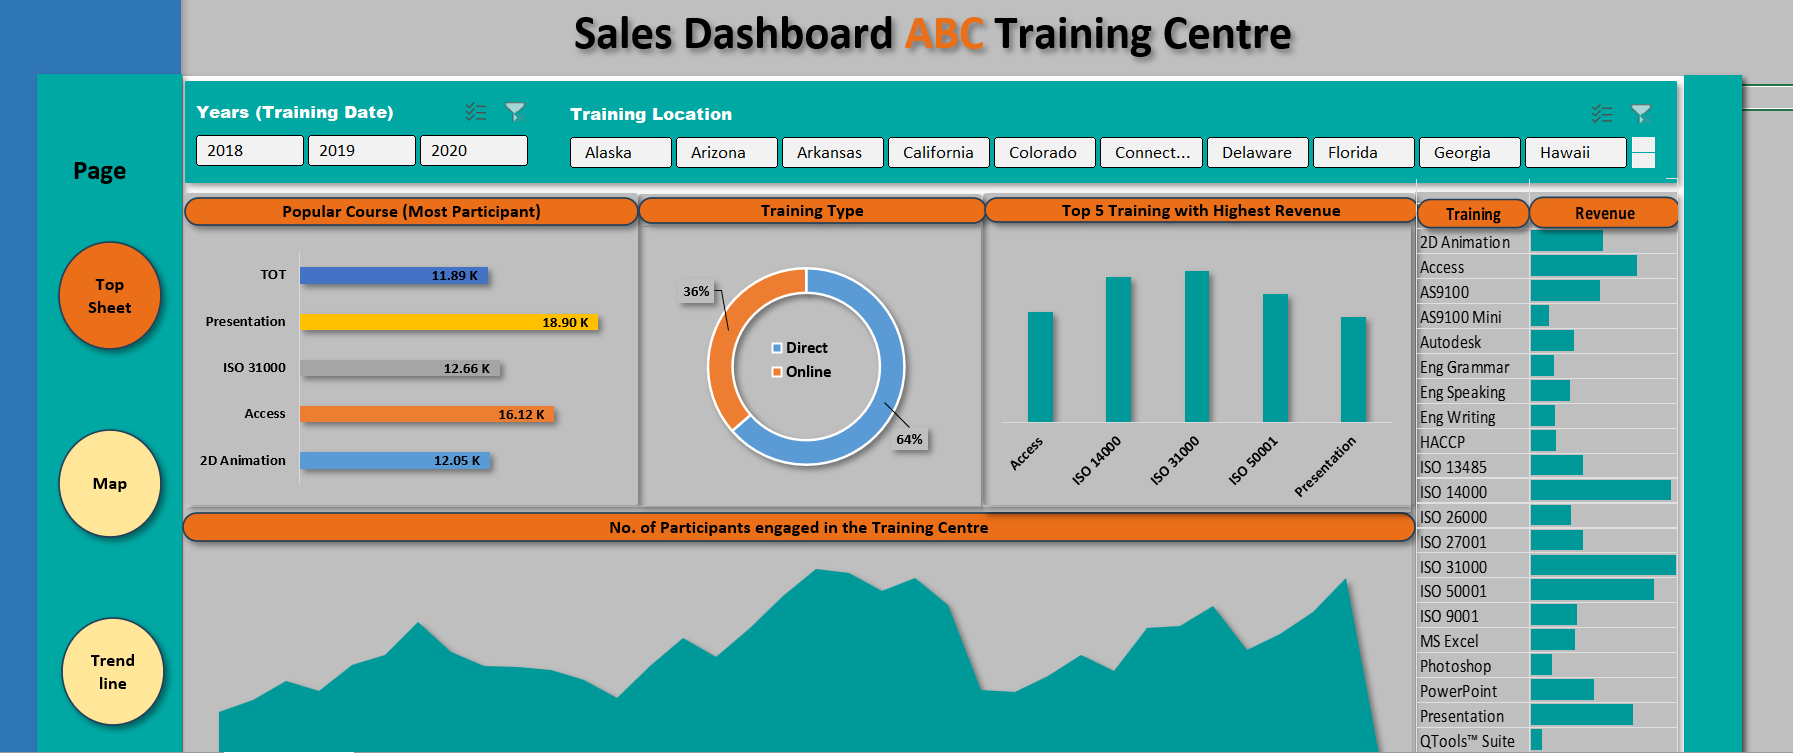 Sales Dashboard ABC Training Centre
Page
Top
Sheet
Map
Trend
line
Years (Training Date)
2018
2019
2020
Training Location
Alaska
Arizona
Arkansas
California
Colorado
Connect...
Delaware
Florida
Georgia
Hawaii
Popular Course (Most Participant)
TOT
11.89 K
Presentation
18.90 K
ISO 31000
12.66 K
Access
16.12 K
2D Animation
12.05 K
Training Type
36%
Direct
Online
64%
Top 5 Training with Highest Revenue
Access
ISO 14000
ISO 31000
ISO 50001
Presentation
No. of Participants engaged in the Training Centre
Training
Revenue
2D Animation
Access
AS9100
AS9100 Mini
Autodesk
Eng Grammar
Eng Speaking
Eng Writing
HACCP
ISO 13485
ISO 14000
ISO 26000
ISO 27001
ISO 31000
ISO 50001
ISO 9001
MS Excel
Photoshop
PowerPoint
Presentation
QTools™ Suite